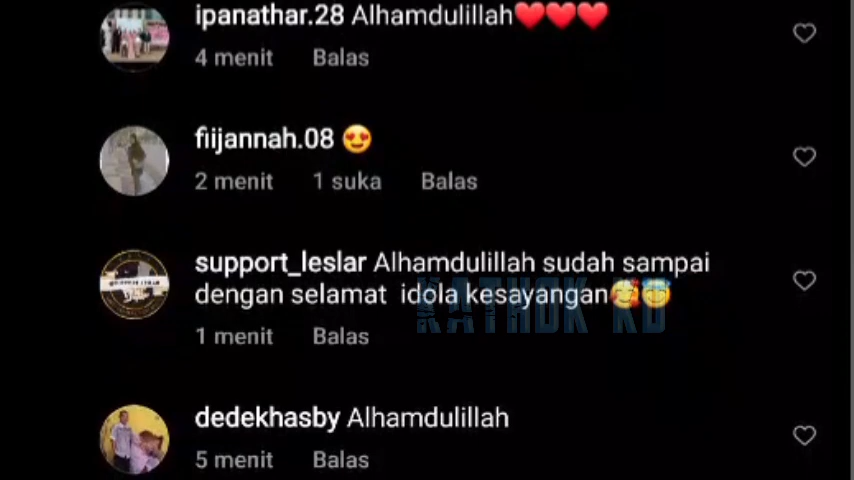 ipanathar.28 Alhamdulillah❤❤❤
4 menit Balas
fiijannah.08 😍
2 menit 1 suka Balas
support_leslar Alhamdulillah sudah sampai
dengan selamat idola kesayangan🥰😇
KATHOK KD
1 menit Balas
dedekhasby Alhamdulillah
5 menit Balas